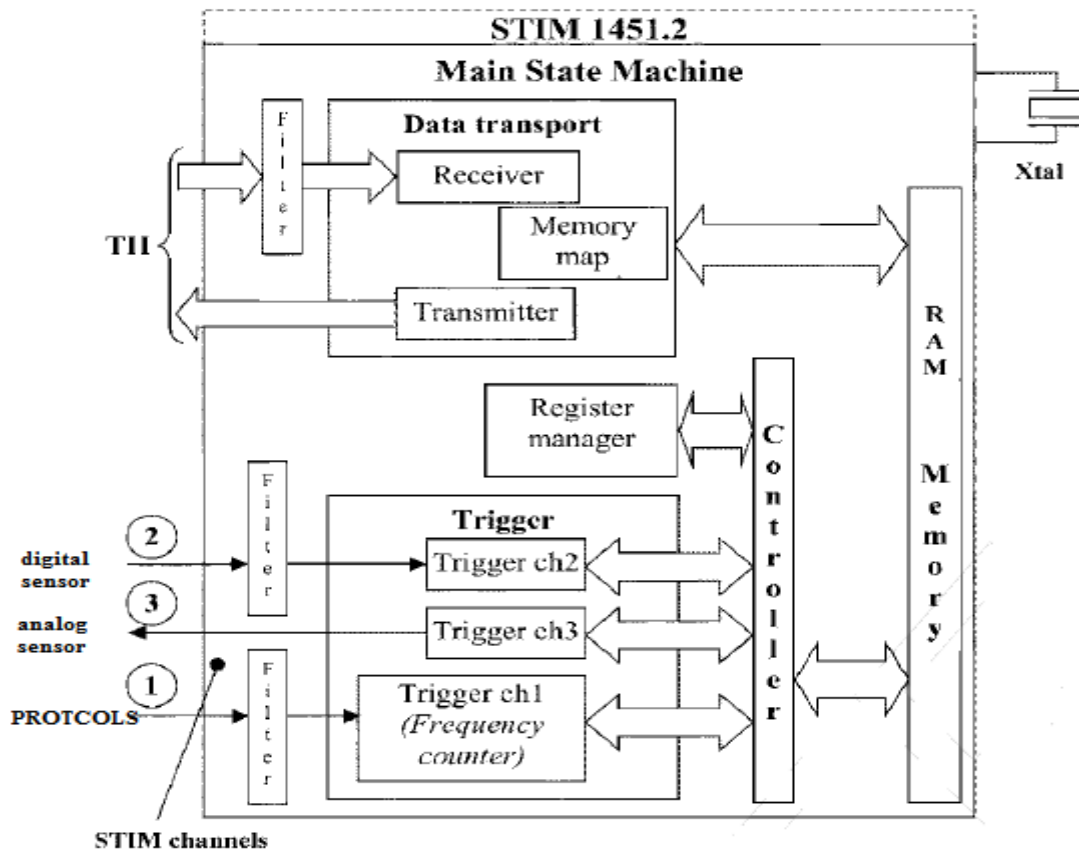 STIM 1451.2
Main State Machine
Filter
Data transport
Receiver
Memory
map
Transmitter
TII
Xtal
RAM Memory
Register
manager
Controller
Filter
Trigger
2
digital
sensor
Trigger ch2
3
analog
sensor
Trigger ch3
1
PROTCOLS
Filter
Trigger ch1
(Frequency
counter)
STIM channels